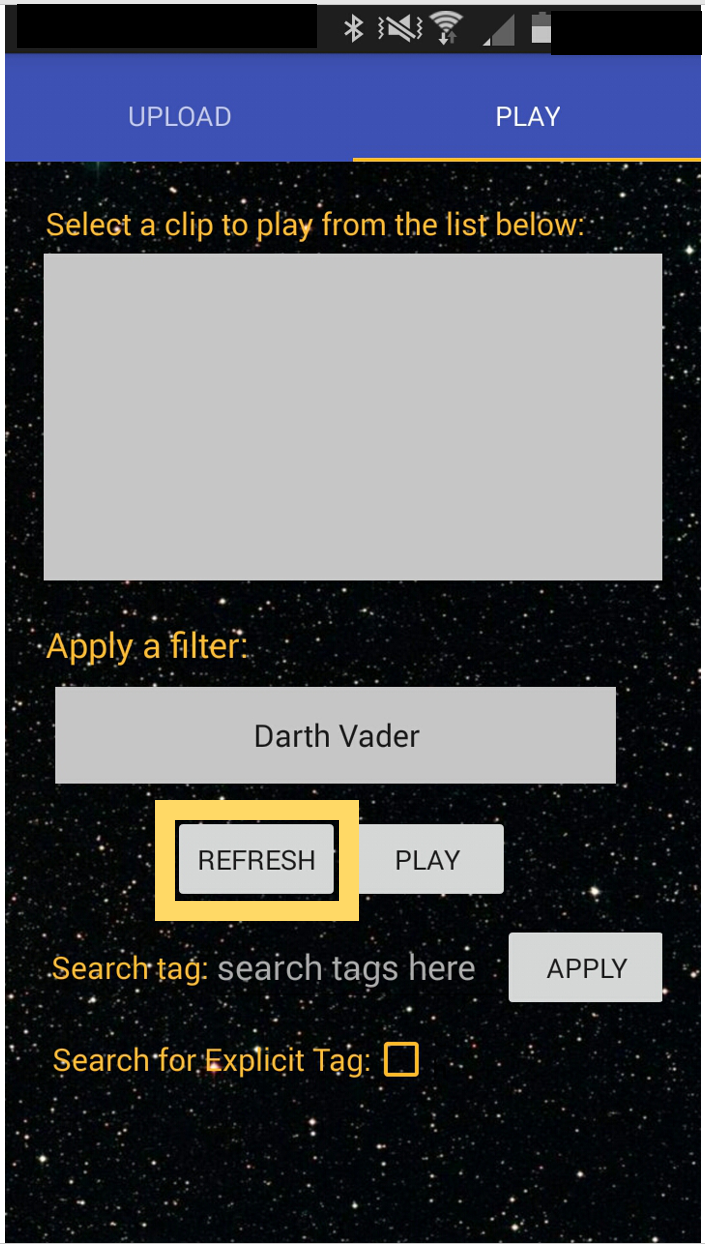 UPLOAD PLAY
Select a clip to play from the list below:
Apply a filter:
Darth Vader
REFRESH PLAY
Search tag: search tags here APPLY
Search for Explicit Tag: